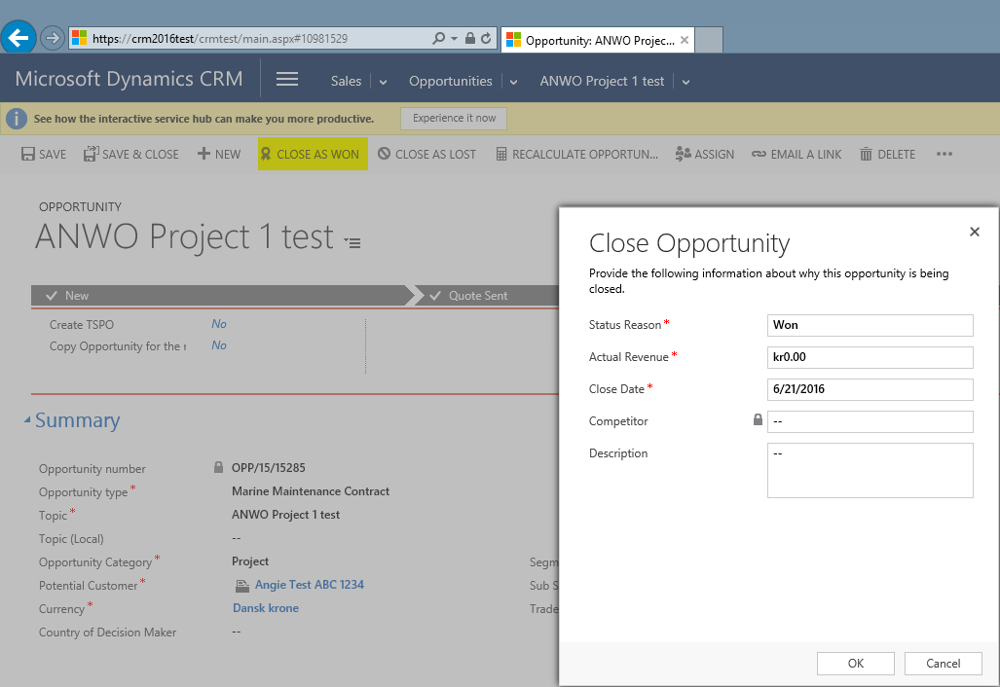 https://crm2016test/crmtest/main.aspx#10981529
Opportunity: ANWO Projec...
Microsoft Dynamics CRM
Sales
Opportunities
ANWO Project 1 test
See how the interactive service hub can make you more productive.
Experience it now
SAVE
SAVE & CLOSE
NEW
CLOSE AS WON
CLOSE AS LOST
RECALCULATE OPPORTUN...
ASSIGN
EMAIL A LINK
DELETE
OPPORTUNITY
ANWO Project 1 test
New
Quote Sent
Create TSPO No
Copy Opportunity for the No
Summary
Opportunity number OPP/15/15285
Opportunity type* Marine Maintenance Contract
Topic* ANWO Project 1 test
Topic (Local) --
Opportunity Category* Project
Potential Customer* Angie Test ABC 1234
Currency* Dansk krone
Country of Decision Maker --
Segm
Sub S
Trade
Close Opportunity
Provide the following information about why this opportunity is being
closed.
Status Reason* Won
Actual Revenue* kr0.00
Close Date* 6/21/2016
Competitor --
Description --
OK
Cancel